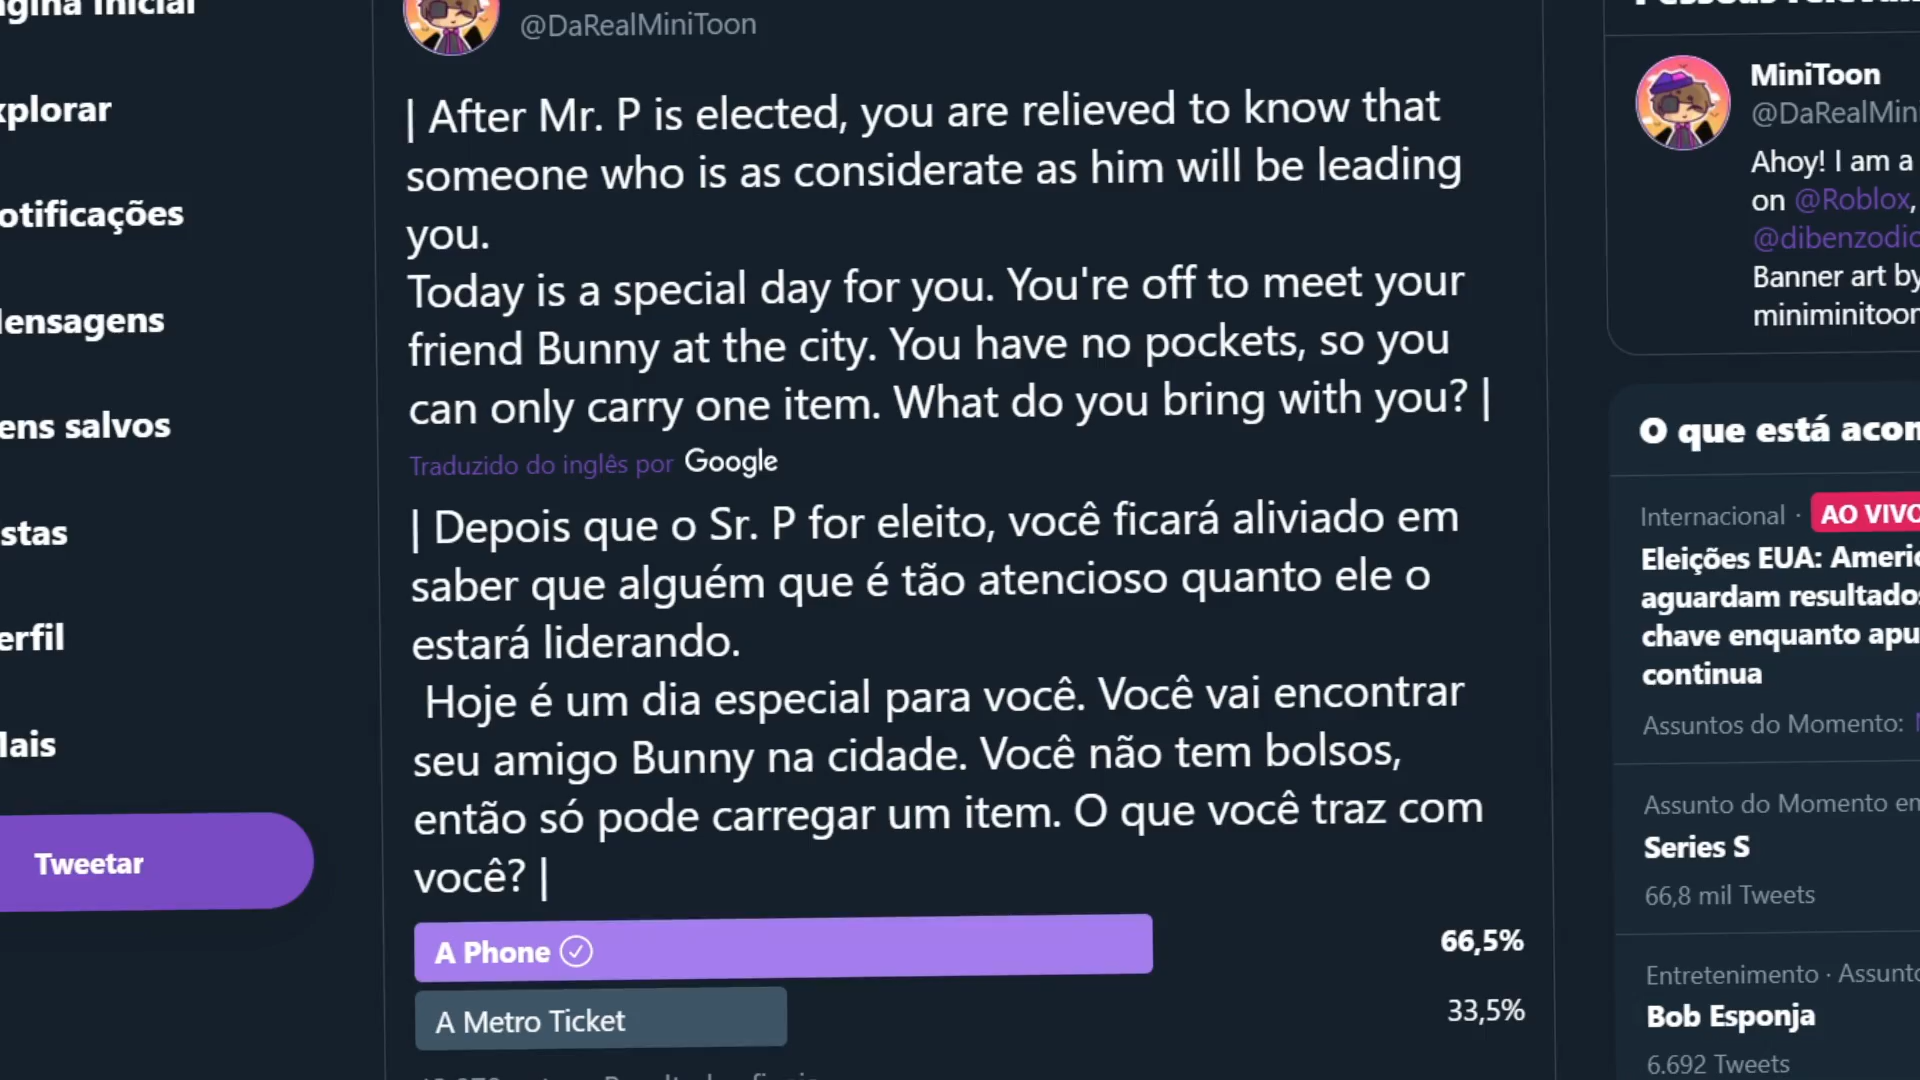 Inicial
xplorar
otificações
ensagens
ens salvos
stas
erfil
ais
Tweetar
@DaRealMiniToon
| After Mr. P is elected, you are relieved to know that
someone who is as considerate as him will be leading
you.
Today is a special day for you. You're off to meet your
friend Bunny at the city. You have no pockets, so you
can only carry one item. What do you bring with you? |
Traduzido do inglês por Google
| Depois que o Sr. P for eleito, você ficará aliviado em
saber que alguém que é tão atencioso quanto ele o
estará liderando.
Hoje é um dia especial para você. Você vai encontrar
seu amigo Bunny na cidade. Você não tem bolsos,
então só pode carregar um item. O que você traz com
você? |
A Phone 66,5%
A Metro Ticket 33,5%
MiniToon
@DaRealMin
Ahoy! I am a
on @Roblox,
@dibenzodio
Banner art by
miniminitoon
O que está acon
Internacional · AO VIVO
Eleições EUA: Americ
aguardam resultados
chave enquanto apu
continua
Assuntos do Momento:
Assunto do Momento em
Series S
66,8 mil Tweets
Entretenimento · Assunto
Bob Esponja
6.692 Tweets